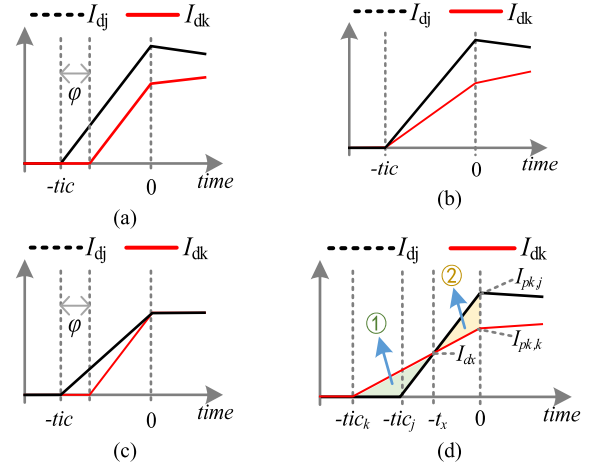 I_dj I_dk
φ
-tic 0 time
(a)
I_dj I_dk
-tic 0 time
(b)
I_dj I_dk
φ
-tic 0 time
(c)
I_dj I_dk
② I_pk,j
① I_dx I_pk,k
-tic_k -tic_j -t_x 0 time
(d)